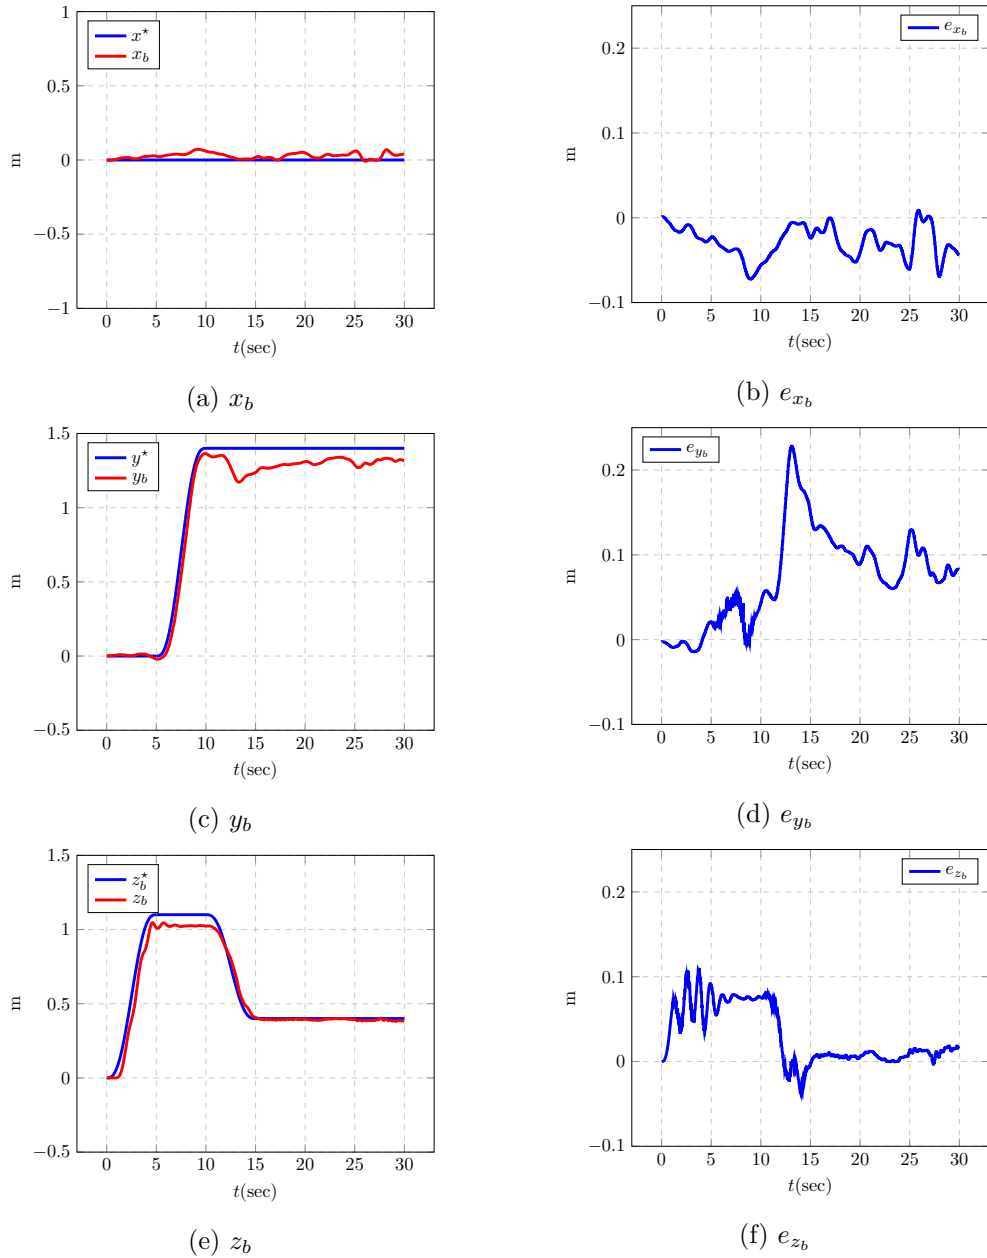 1
0.5
0
−0.5
−1
m
x⋆
x_b
0 5 10 15 20 25 30
t(sec)
(a) x_b
0.2
0.1
0
−0.1
m
e_{x_b}
0 5 10 15 20 25 30
t(sec)
(b) e_{x_b}
1.5
1
0.5
0
−0.5
m
y⋆
y_b
0 5 10 15 20 25 30
t(sec)
(c) y_b
0.2
0.1
0
−0.1
m
e_{y_b}
0 5 10 15 20 25 30
t(sec)
(d) e_{y_b}
1.5
1
0.5
0
−0.5
m
z_b⋆
z_b
0 5 10 15 20 25 30
t(sec)
(e) z_b
0.2
0.1
0
−0.1
m
e_{z_b}
0 5 10 15 20 25 30
t(sec)
(f) e_{z_b}